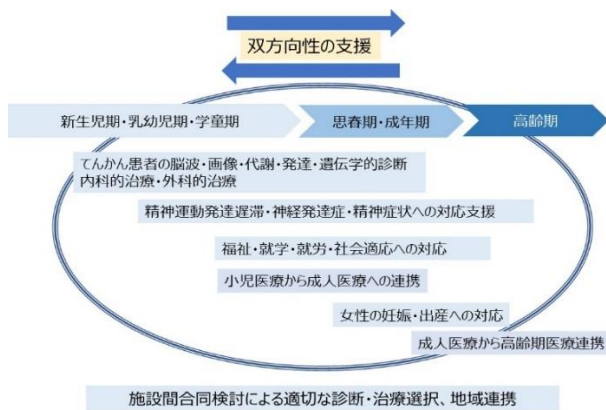 双方向性の支援
新生児期・乳幼児期・学童期
思春期・成年期
高齢期
てんかん患者の脳波・画像・代謝・発達・遺伝学的診断
内科的治療・外科的治療
精神運動発達遅滞・神経発達症・精神症状への対応支援
福祉・就学・就労・社会適応への対応
小児医療から成人医療への連携
女性の妊娠・出産への対応
成人医療から高齢期医療連携
施設間合同検討による適切な診断・治療選択、地域連携